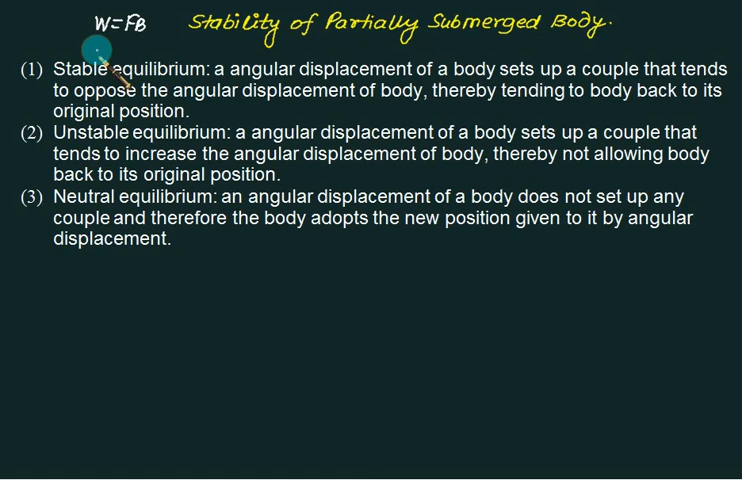 W=FB Stability of Partially Submerged Body.
(1) Stable equilibrium: a angular displacement of a body sets up a couple that tends
to oppose the angular displacement of body, thereby tending to body back to its
original position.
(2) Unstable equilibrium: a angular displacement of a body sets up a couple that
tends to increase the angular displacement of body, thereby not allowing body
back to its original position.
(3) Neutral equilibrium: an angular displacement of a body does not set up any
couple and therefore the body adopts the new position given to it by angular
displacement.